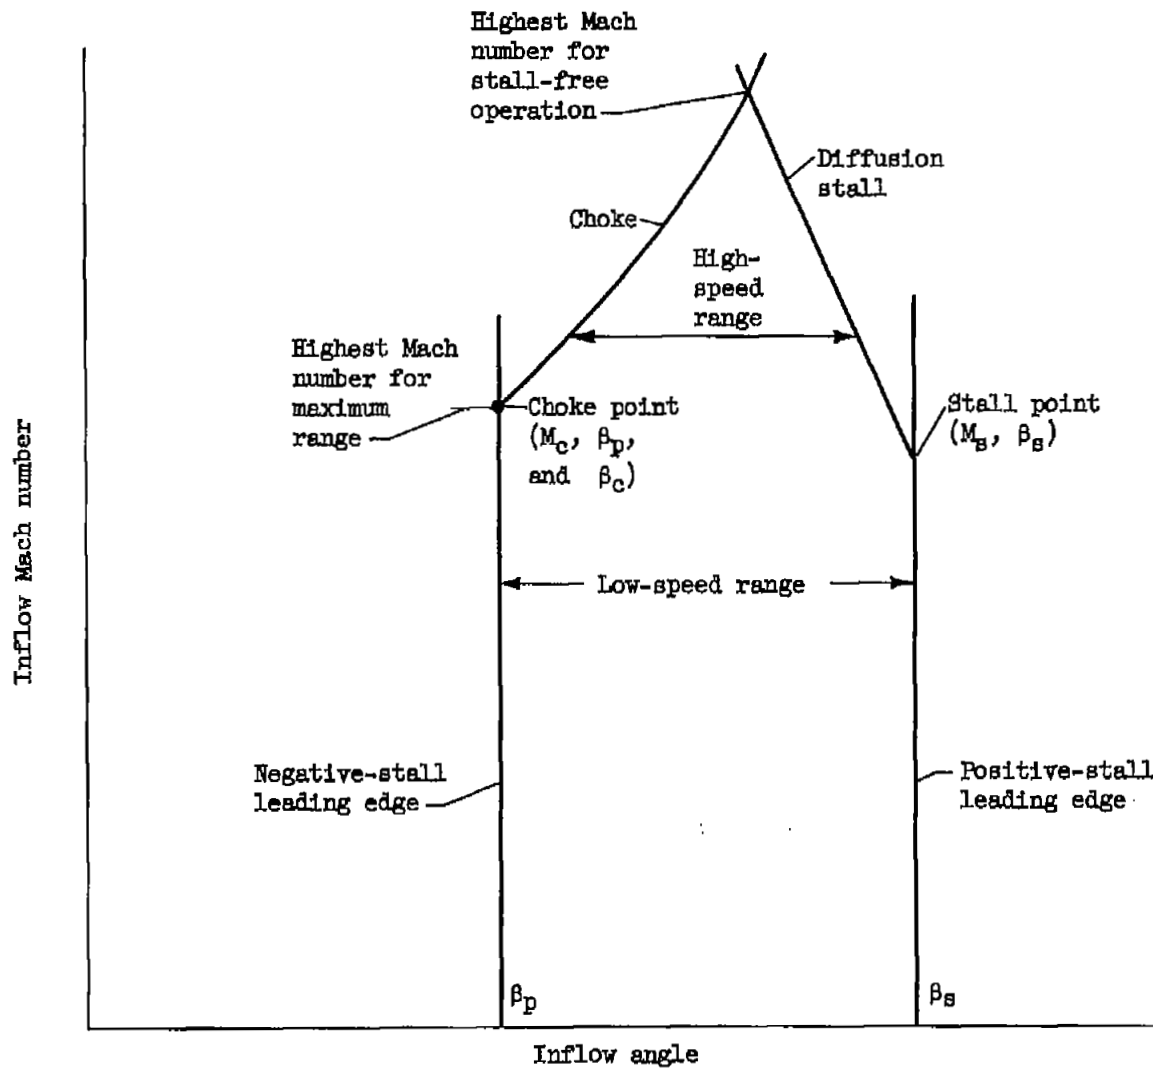 Highest Mach
number for
stall-free
operation
Diffusion
stall
Choke
High-
speed
range
Highest Mach
number for
maximum
range
Choke point
(M_c, β_p,
and β_c)
Stall point
(M_s, β_s)
Inflow Mach number
Low-speed range
Negative-stall
leading edge
Positive-stall
leading edge
β_p
β_s
Inflow angle